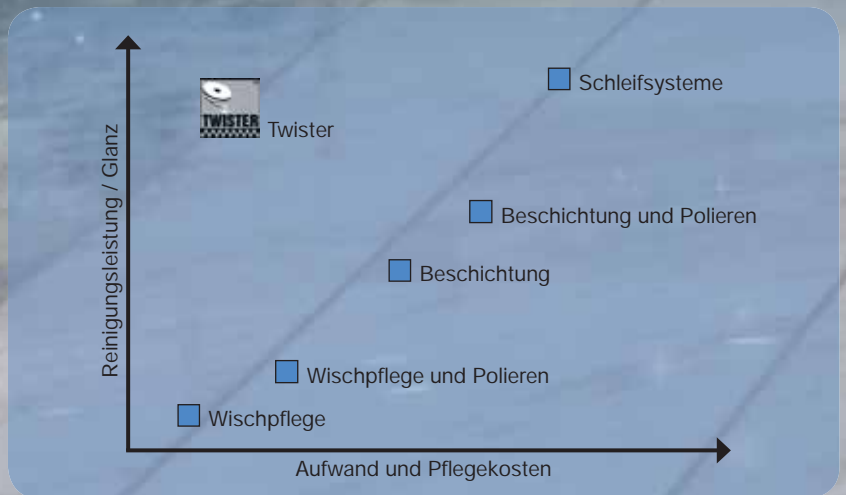 Schleifsysteme
TWISTER
Twister
Beschichtung und Polieren
Beschichtung
Wischpflege und Polieren
Wischpflege
Reinigungsleistung / Glanz
Aufwand und Pflegekosten